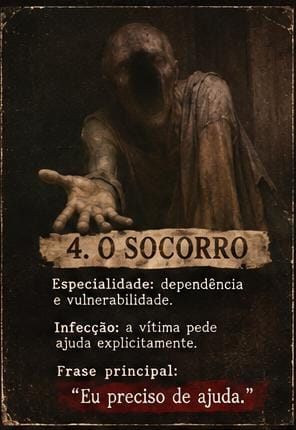 4. O SOCORRO
Especialidade: dependência
e vulnerabilidade.
Infecção: a vítima pede
ajuda explicitamente.
Frase principal:
“Eu preciso de ajuda.”